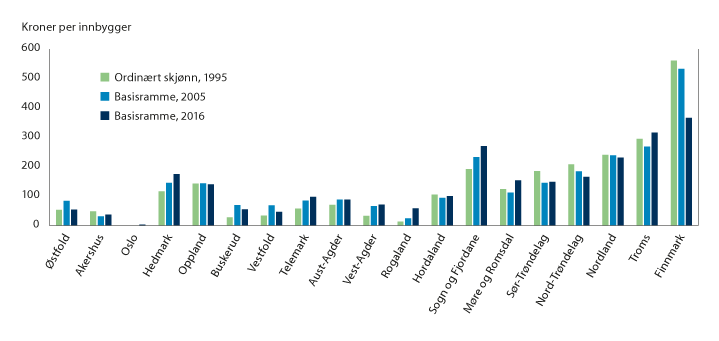 Kroner per innbygger
600
500
400
300
200
100
0
Ordinært skjønn, 1995
Basisramme, 2005
Basisramme, 2016
Østfold
Akershus
Oslo
Hedmark
Oppland
Buskerud
Vestfold
Telemark
Aust-Agder
Vest-Agder
Rogaland
Hordaland
Sogn og Fjordane
Møre og Romsdal
Sør-Trøndelag
Nord-Trøndelag
Nordland
Troms
Finnmark